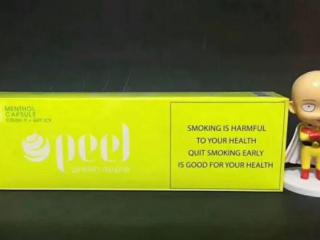 MENTHOL
CAPSULE
peel
SMOKING IS HARMFUL
TO YOUR HEALTH
QUIT SMOKING EARLY
IS GOOD FOR YOUR HEALTH